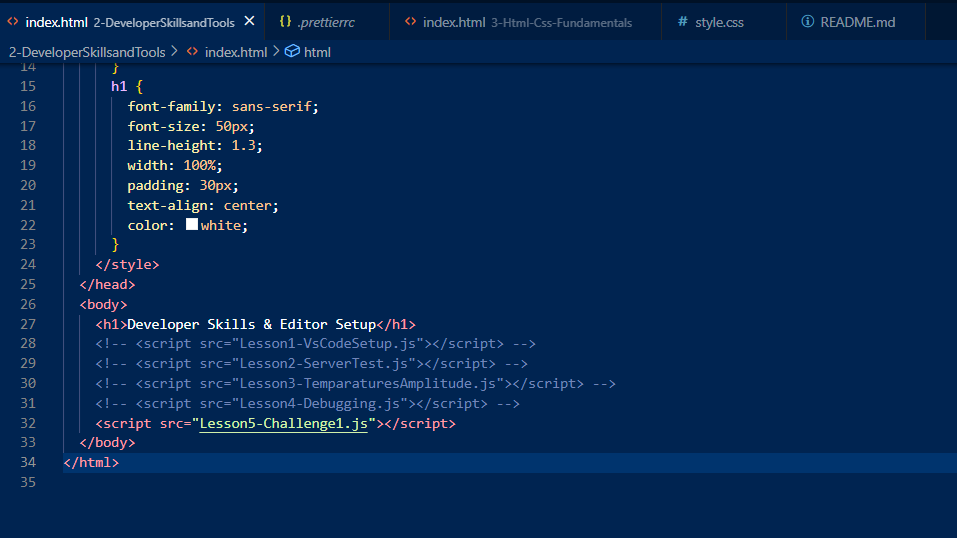 index.html 2-DeveloperSkillsandTools .prettierrc index.html 3-Html-Css-Fundamentals # style.css README.md
2-DeveloperSkillsandTools > index.html > html
14 }
15 h1 {
16 font-family: sans-serif;
17 font-size: 50px;
18 line-height: 1.3;
19 width: 100%;
20 padding: 30px;
21 text-align: center;
22 color: white;
23 }
24 </style>
25 </head>
26 <body>
27 <h1>Developer Skills & Editor Setup</h1>
28 <!-- <script src="Lesson1-VsCodeSetup.js"></script> -->
29 <!-- <script src="Lesson2-ServerTest.js"></script> -->
30 <!-- <script src="Lesson3-TemparaturesAmplitude.js"></script> -->
31 <!-- <script src="Lesson4-Debugging.js"></script> -->
32 <script src="Lesson5-Challenge1.js"></script>
33 </body>
34 </html>
35